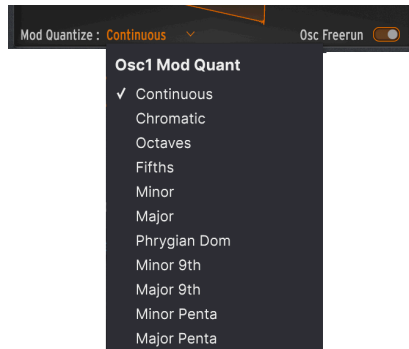 Mod Quantize : Continuous Osc Freerun
Osc1 Mod Quant
✓ Continuous
Chromatic
Octaves
Fifths
Minor
Major
Phrygian Dom
Minor 9th
Major 9th
Minor Penta
Major Penta